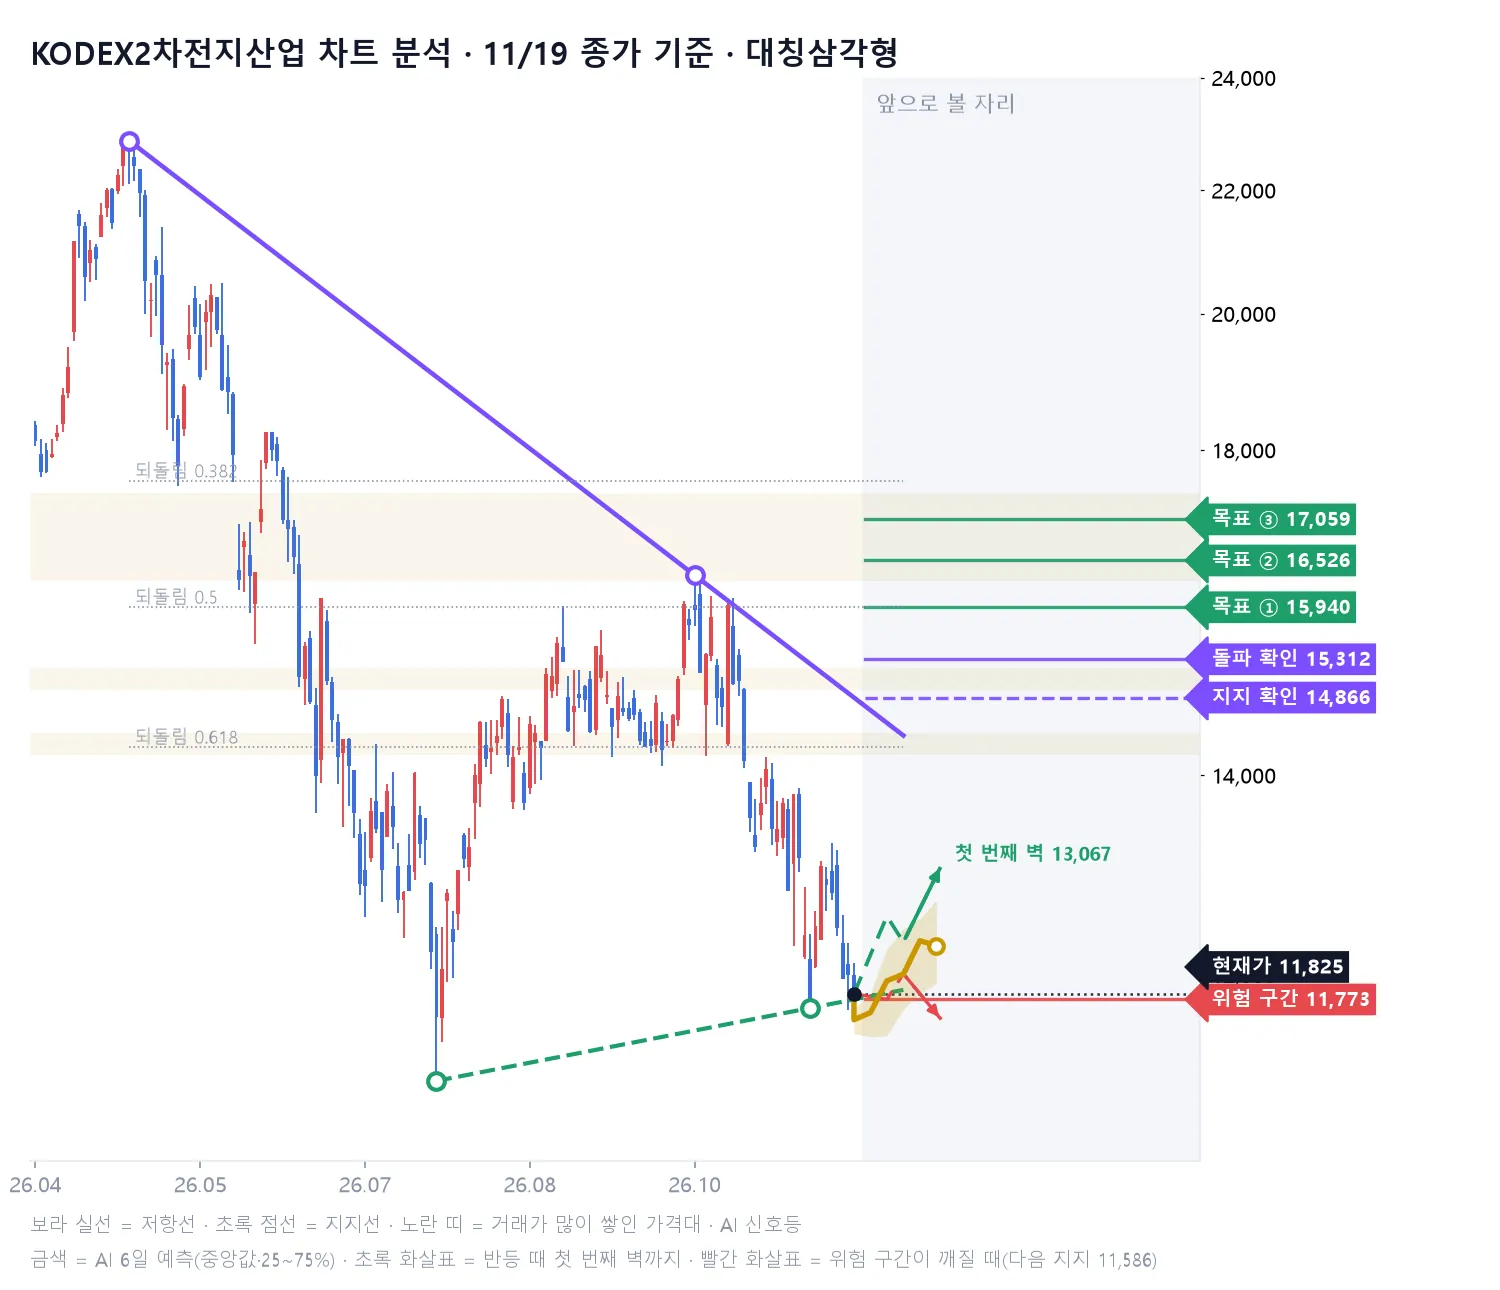 KODEX2차전지산업 차트 분석 · 11/19 종가 기준 · 대칭삼각형
앞으로 볼 자리
24,000
22,000
20,000
18,000
되돌림 0.382
목표 ③ 17,059
목표 ② 16,526
되돌림 0.5
목표 ① 15,940
돌파 확인 15,312
지지 확인 14,866
되돌림 0.618
14,000
첫 번째 벽 13,067
현재가 11,825
위험 구간 11,773
26.04 26.05 26.07 26.08 26.10
보라 실선 = 저항선 · 초록 점선 = 지지선 · 노란 띠 = 거래가 많이 쌓인 가격대 · AI 신호등
금색 = AI 6일 예측(중앙값·25~75%) · 초록 화살표 = 반등 때 첫 번째 벽까지 · 빨간 화살표 = 위험 구간이 깨질 때(다음 지지 11,586)